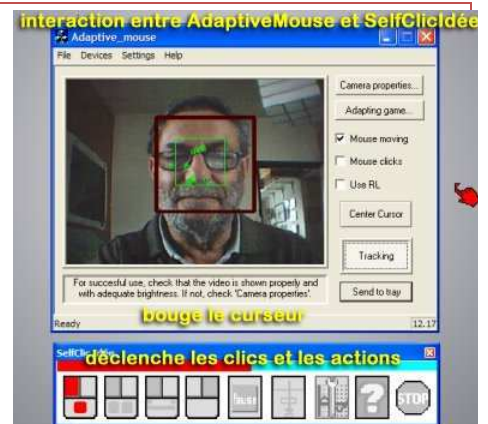 interaction entre AdaptiveMouse et SelfClicIdée
Adaptive_mouse
File Devices Settings Help
Camera properties...
Adapting game...
Mouse moving
Mouse clicks
Use RL
Center Cursor
Tracking
For succesful use, check that the video is shown properly and
with adequate brightness. If not, check 'Camera properties'.
Send to tray
bouge le curseur
Ready
12.17
déclenche les clics et les actions
Pause
?
STOP